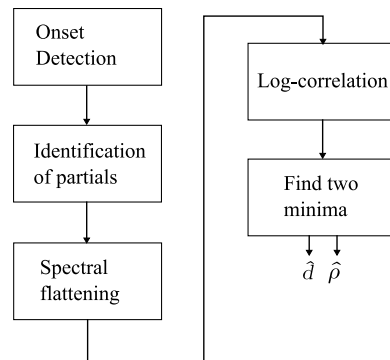 Onset
Detection
Identification
of partials
Spectral
flattening
Log-correlation
Find two
minima
d̂ ρ̂